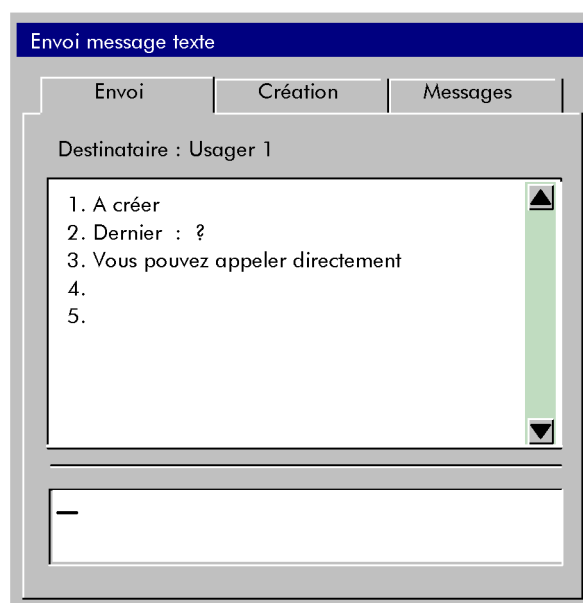 Envoi message texte
Envoi Création Messages
Destinataire : Usager 1
1. A créer
2. Dernier : ?
3. Vous pouvez appeler directement
4.
5.